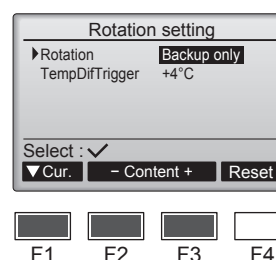 Rotation setting
Rotation Backup only
TempDifTrigger +4°C
Select :
▼Cur. − Content + Reset
F1 F2 F3 F4